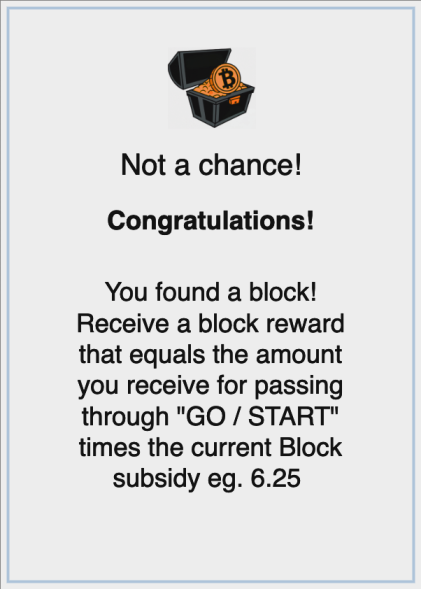 Not a chance!
Congratulations!
You found a block!
Receive a block reward
that equals the amount
you receive for passing
through "GO / START"
times the current Block
subsidy eg. 6.25